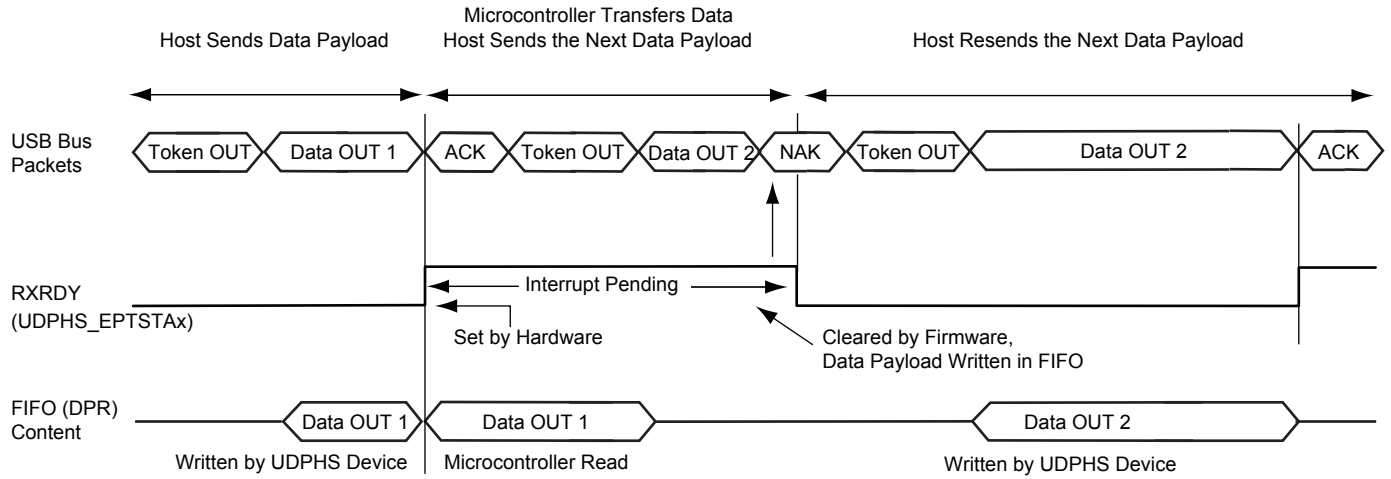 Microcontroller Transfers Data
Host Sends Data Payload
Host Sends the Next Data Payload
Host Resends the Next Data Payload
USB Bus
Packets
Token OUT
Data OUT 1
ACK
Token OUT
Data OUT 2
NAK
Token OUT
Data OUT 2
ACK
RXRDY
(UDPHS_EPTSTAx)
Interrupt Pending
Set by Hardware
Cleared by Firmware,
Data Payload Written in FIFO
FIFO (DPR)
Content
Data OUT 1
Data OUT 1
Data OUT 2
Written by UDPHS Device
Microcontroller Read
Written by UDPHS Device